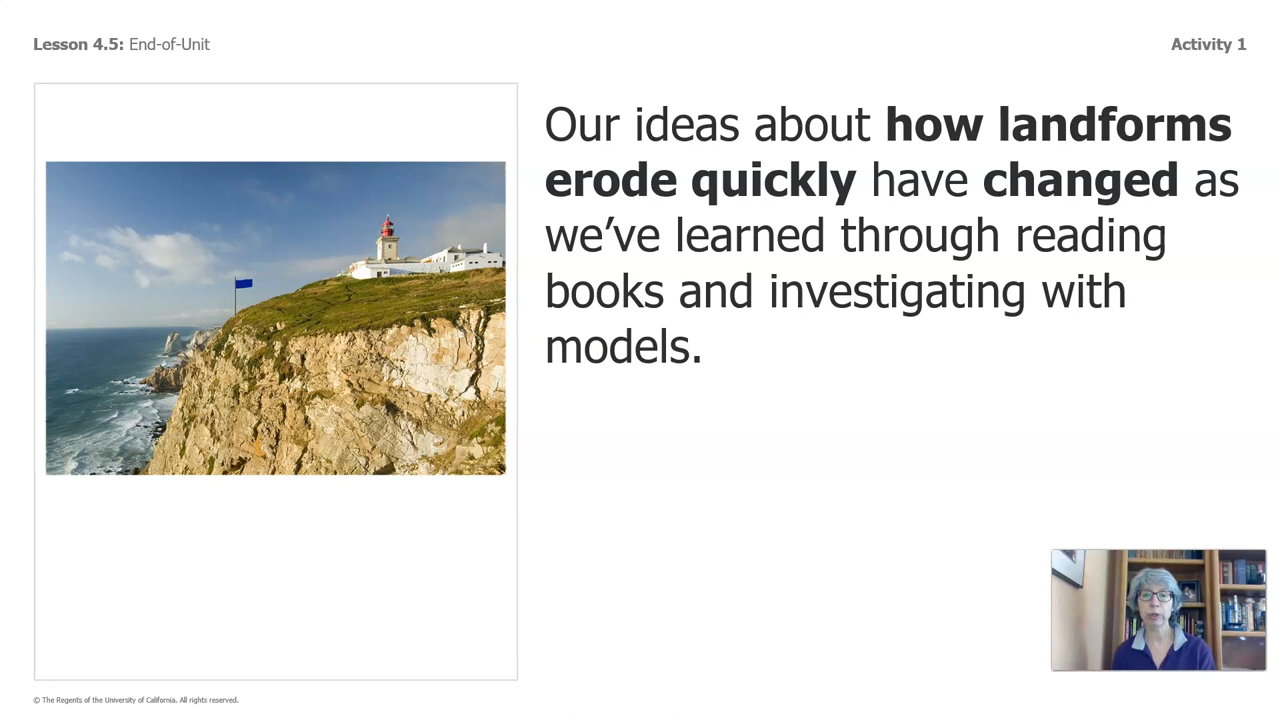 Lesson 4.5: End-of-Unit
Activity 1
Our ideas about how landforms
erode quickly have changed as
we’ve learned through reading
books and investigating with
models.
© The Regents of the University of California. All rights reserved.